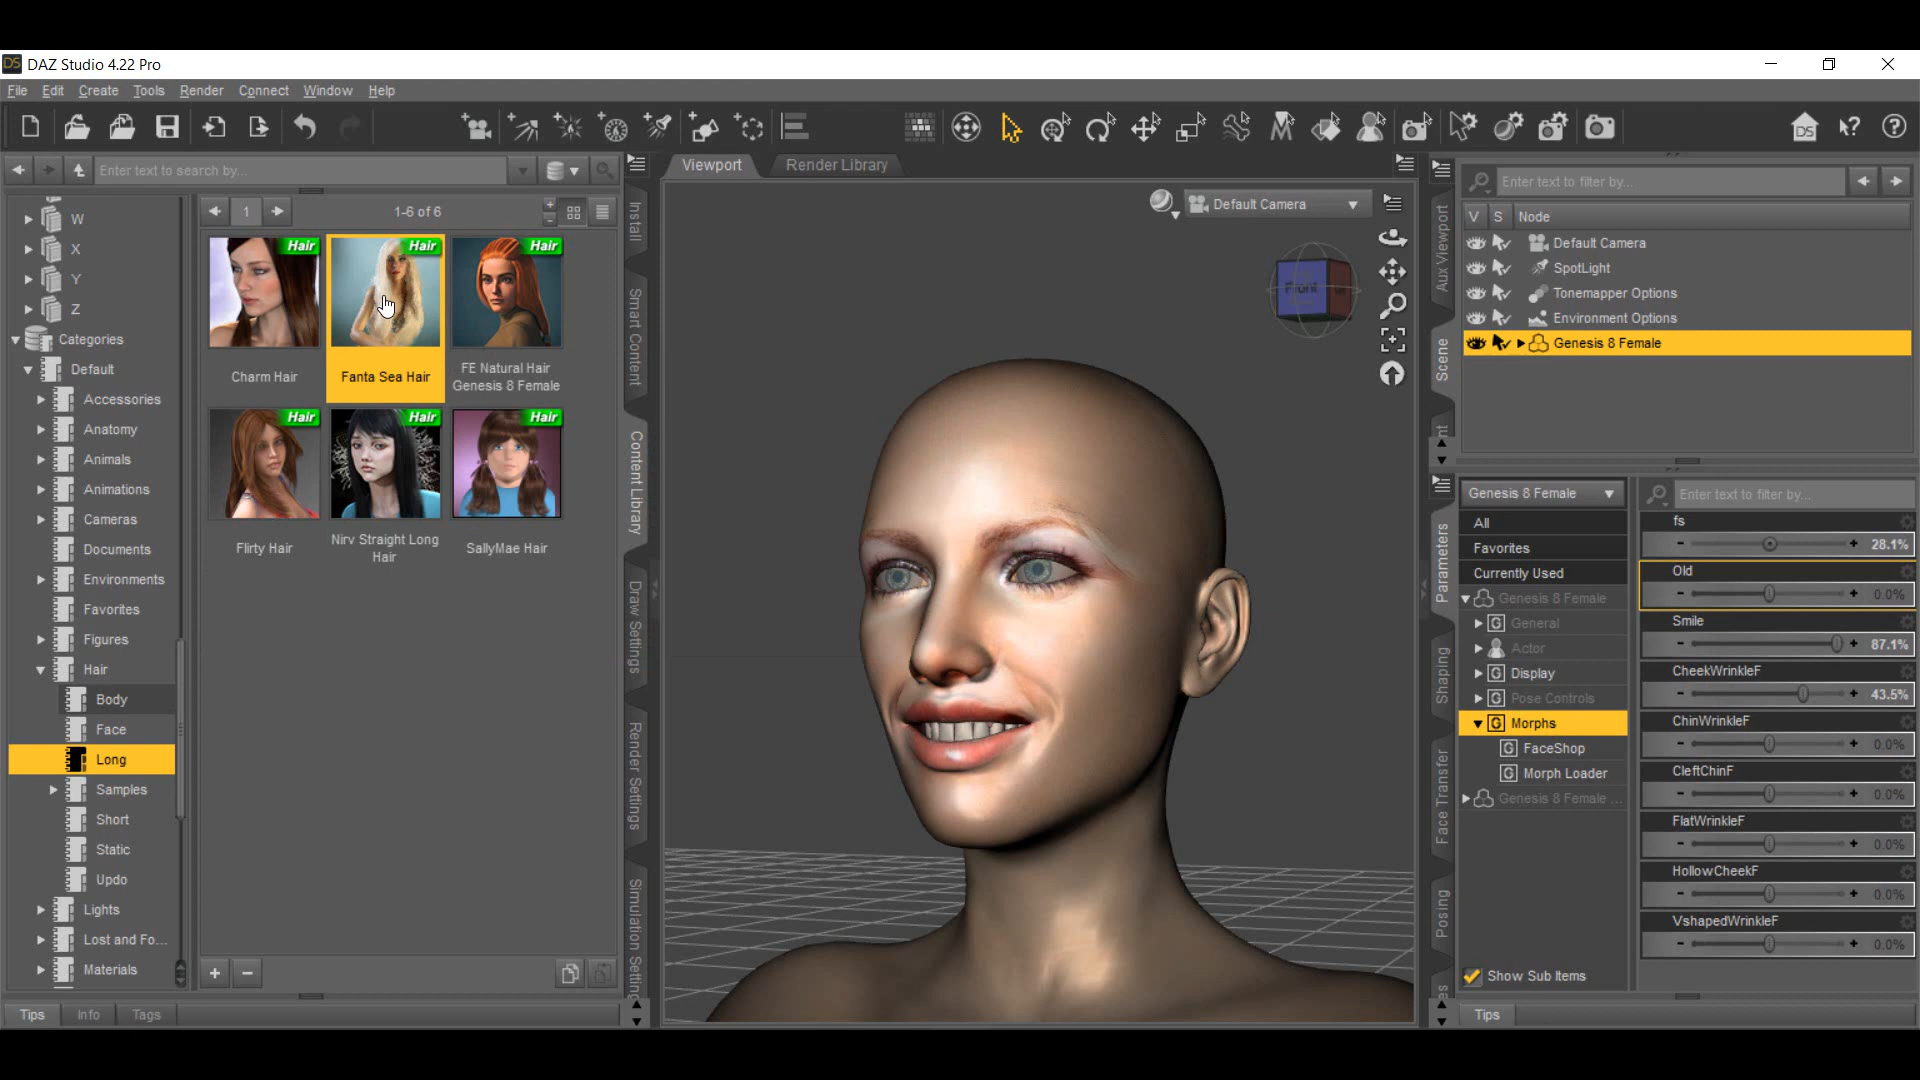 DAZ Studio 4.22 Pro
File Edit Create Tools Render Connect Window Help
Enter text to search by...
1
1-6 of 6
W
X
Y
Z
Categories
Default
Accessories
Anatomy
Animals
Animations
Cameras
Documents
Environments
Favorites
Figures
Hair
Body
Face
Long
Samples
Short
Static
Updo
Lights
Lost and Fo...
Materials
Hair
Charm Hair
Hair
Fanta Sea Hair
Hair
FE Natural Hair
Genesis 8 Female
Hair
Flirty Hair
Hair
Nirv Straight Long
Hair
Hair
SallyMae Hair
Tips Info Tags
Install
Smart Content
Content Library
Draw Settings
Render Settings
Simulation Setting
Viewport Render Library
Default Camera
Front
Aux Viewport
Scene
nt
Enter text to filter by...
V S Node
Default Camera
SpotLight
Tonemapper Options
Environment Options
Genesis 8 Female
Parameters
Shaping
Face Transfer
Posing
es
Genesis 8 Female
All
Favorites
Currently Used
Genesis 8 Female
General
Actor
Display
Pose Controls
Morphs
FaceShop
Morph Loader
Genesis 8 Female ...
Show Sub Items
Enter text to filter by...
fs
28.1%
Old
0.0%
Smile
87.1%
CheekWrinkleF
43.5%
ChinWrinkleF
0.0%
CleftChinF
0.0%
FlatWrinkleF
0.0%
HollowCheekF
0.0%
VshapedWrinkleF
0.0%
Tips